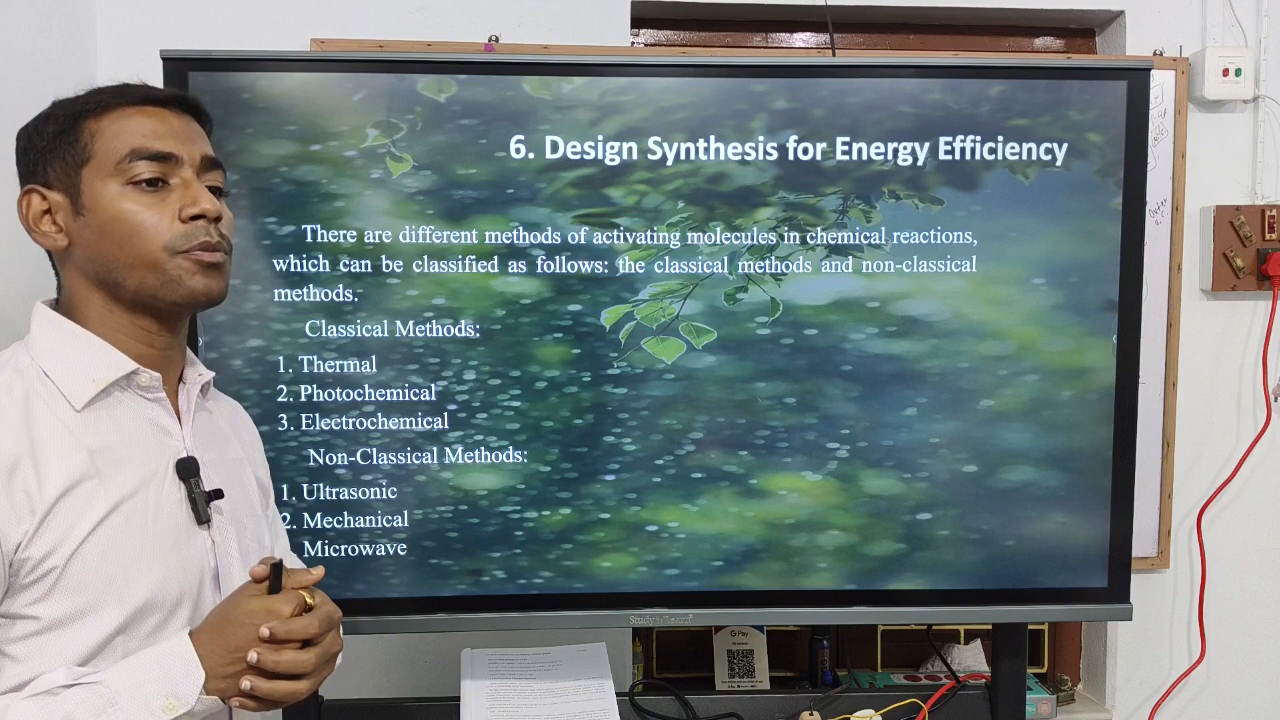 6. Design Synthesis for Energy Efficiency
There are different methods of activating molecules in chemical reactions,
which can be classified as follows: the classical methods and non-classical
methods.
Classical Methods:
1. Thermal
2. Photochemical
3. Electrochemical
Non-Classical Methods:
1. Ultrasonic
2. Mechanical
Microwave
G Pay